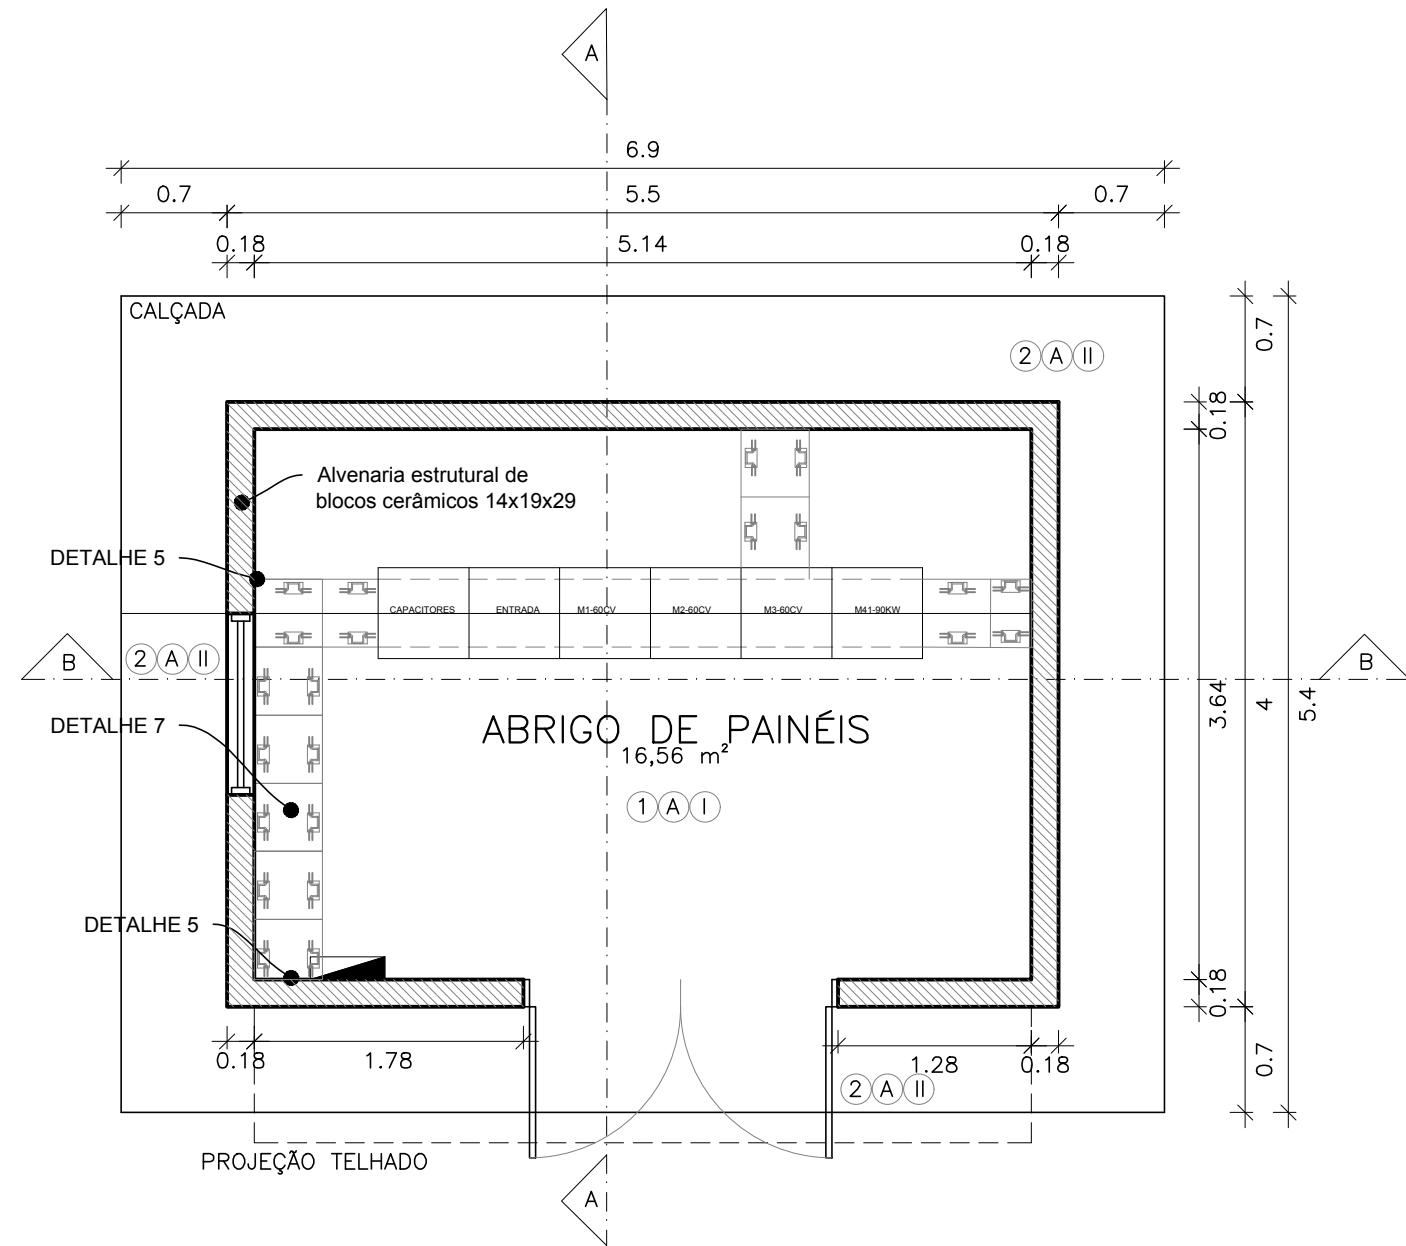 A
6.9
0.7
5.5
0.7
0.18
5.14
0.18
CALÇADA
2 A II
0.7
0.18
Alvenaria estrutural de
blocos cerâmicos 14x19x29
DETALHE 5
CAPACITORES
ENTRADA
M1-60CV
M2-60CV
M3-60CV
M41-90KW
B
2 A II
B
DETALHE 7
ABRIGO DE PAINÉIS
16,56 m²
3.64
4
5.4
1 A I
DETALHE 5
0.18
0.18
1.78
1.28
0.18
0.7
2 A II
PROJEÇÃO TELHADO
A